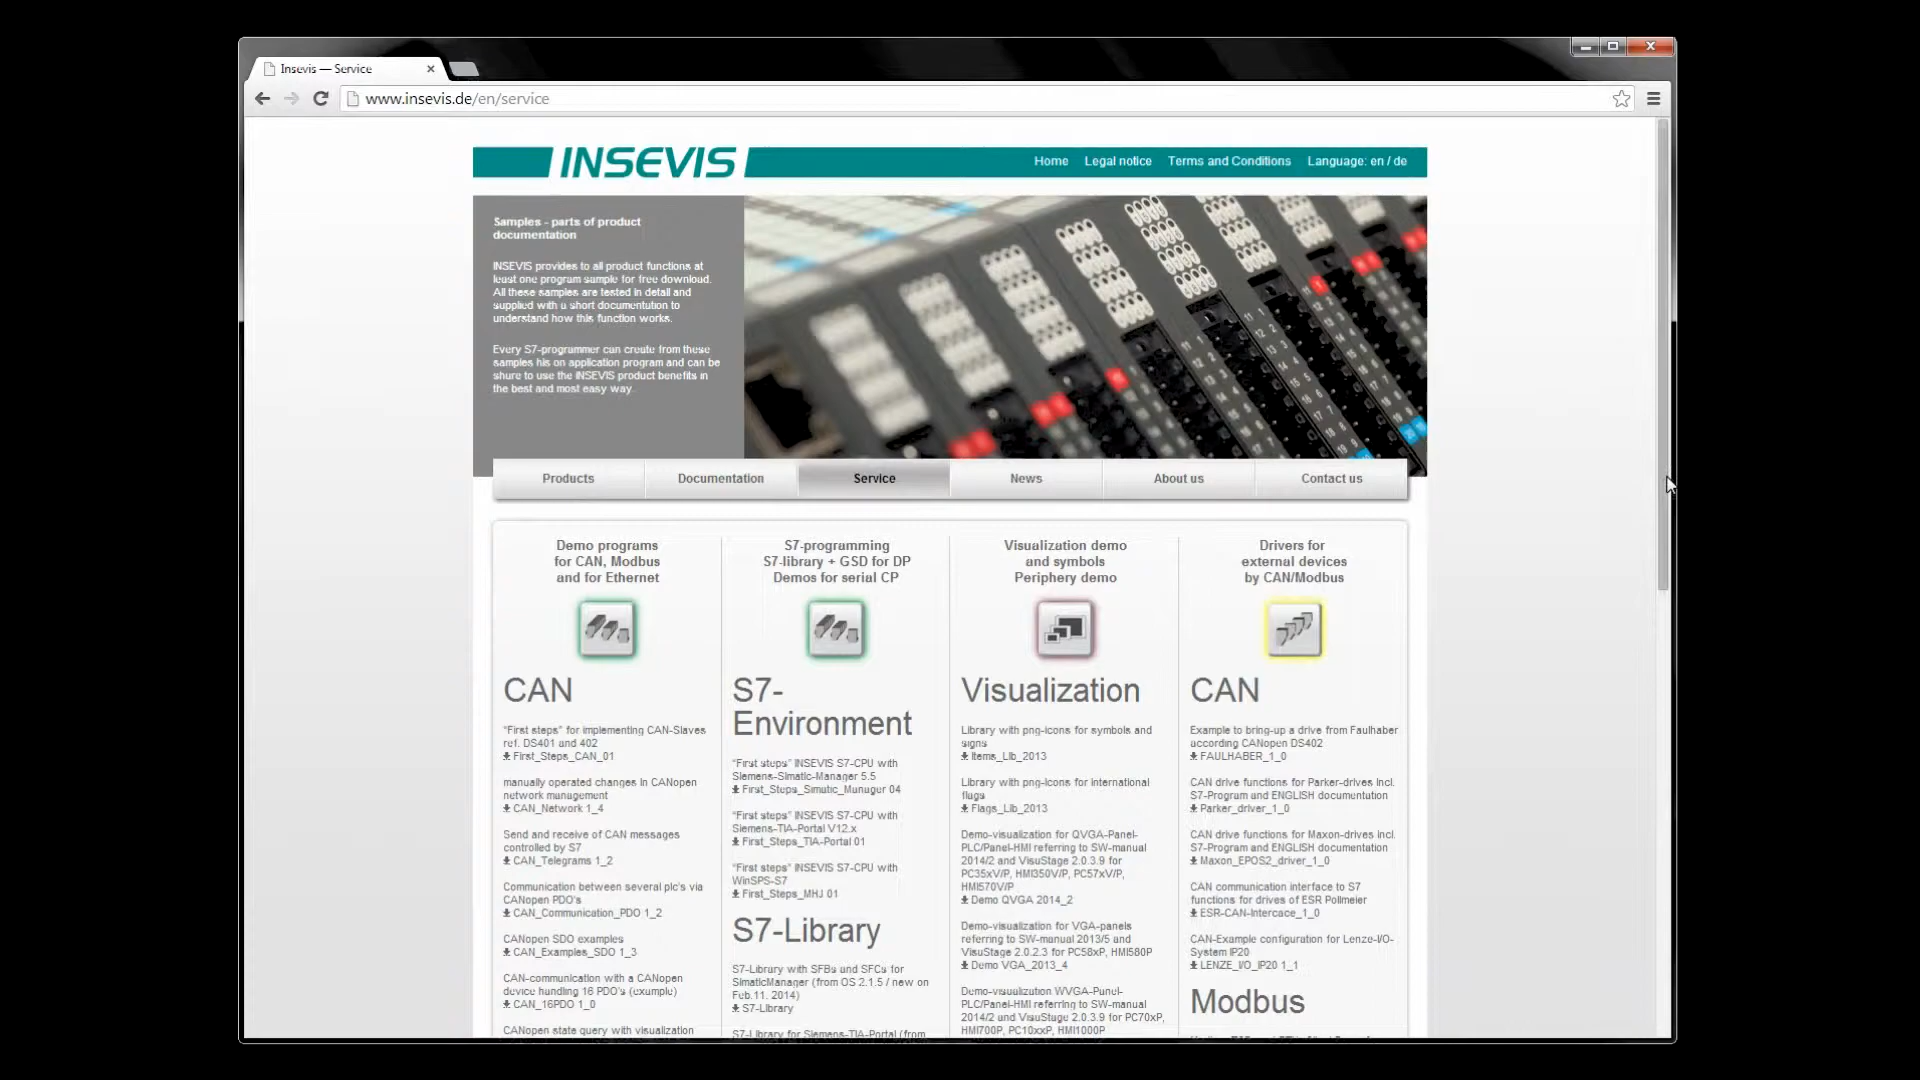 Insevis — Service
www.insevis.de/en/service
INSEVIS
Home Legal notice Terms and Conditions Language: en / de
Samples - parts of product
documentation
INSEVIS provides to all product functions at
least one program sample for free download.
All these samples are tested in detail and
supplied with a short documentation to
understand how this function works.
Every S7-programmer can create from these
samples his on application program and can be
shure to use the INSEVIS product benefits in
the best and most easy way.
Products Documentation Service News About us Contact us
Demo programs
for CAN, Modbus
and for Ethernet
CAN
"First steps" for implementing CAN-Slaves
ref. DS401 and 402
First_Steps_CAN_01
manually operated changes in CANopen
network management
CAN_Network 1_4
Send and receive of CAN messages
controlled by S7
CAN_Telegrams 1_2
Communication between several plc's via
CANopen PDO's
CAN_Communication_PDO 1_2
CANopen SDO examples
CAN_Examples_SDO 1_3
CAN-communication with a CANopen
device handling 16 PDO's (example)
CAN_16PDO 1_0
CANopen state query with visualization
S7-programming
S7-library + GSD for DP
Demos for serial CP
S7-
Environment
"First steps" INSEVIS S7-CPU with
Siemens-Simatic-Manager 5.5
First_Steps_Simatic_Manager 04
"First steps" INSEVIS S7-CPU with
Siemens-TIA-Portal V12.x
First_Steps_TIA-Portal 01
"First steps" INSEVIS S7-CPU with
WinSPS-S7
First_Steps_MHJ 01
S7-Library
S7-Library with SFBs and SFCs for
SimaticManager (from OS 2.1.5 / new on
Feb.11. 2014)
S7-Library
S7-Library for Siemens-TIA-Portal (from
Visualization demo
and symbols
Periphery demo
Visualization
Library with png-icons for symbols and
signs
Items_Lib_2013
Library with png-icons for international
flags
Flags_Lib_2013
Demo-visualization for QVGA-Panel-
PLC/Panel-HMI referring to SW-manual
2014/2 and VisuStage 2.0.3.9 for
PC35xV/P, HMI350V/P, PC57xV/P,
HMI570V/P
Demo QVGA 2014_2
Demo-visualization for VGA-panels
referring to SW-manual 2013/5 and
VisuStage 2.0.2.3 for PC58xP, HMI580P
Demo VGA_2013_4
Demo-visualization WVGA-Panel-
PLC/Panel-HMI referring to SW-manual
2014/2 and VisuStage 2.0.3.9 for PC70xP,
HMI700P, PC10xxP, HMI1000P
Drivers for
external devices
by CAN/Modbus
CAN
Example to bring-up a drive from Faulhaber
according CANopen DS402
FAULHABER_1_0
CAN drive functions for Parker-drives incl.
S7-Program and ENGLISH documentation
Parker_driver_1_0
CAN drive functions for Maxon-drives incl.
S7-Program and ENGLISH documentation
Maxon_EPOS2_driver_1_0
CAN communication interface to S7
functions for drives of ESR Pollmeier
ESR-CAN-Intercace_1_0
CAN-Example configuration for Lenze-I/O-
System IP20
LENZE_I/O_IP20 1_1
Modbus